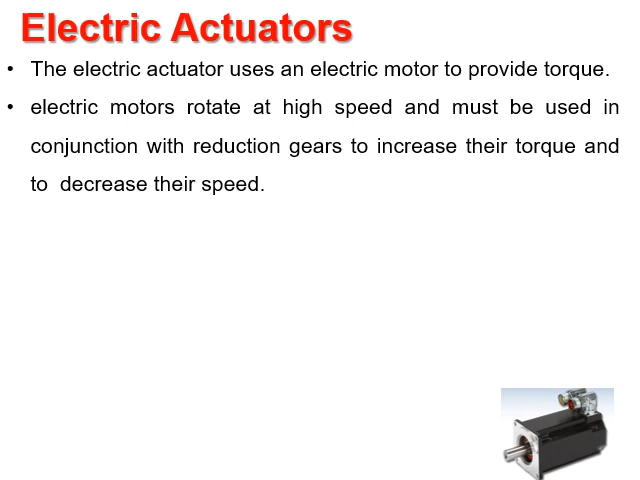 Electric Actuators
• The electric actuator uses an electric motor to provide torque.
• electric motors rotate at high speed and must be used in
conjunction with reduction gears to increase their torque and
to decrease their speed.